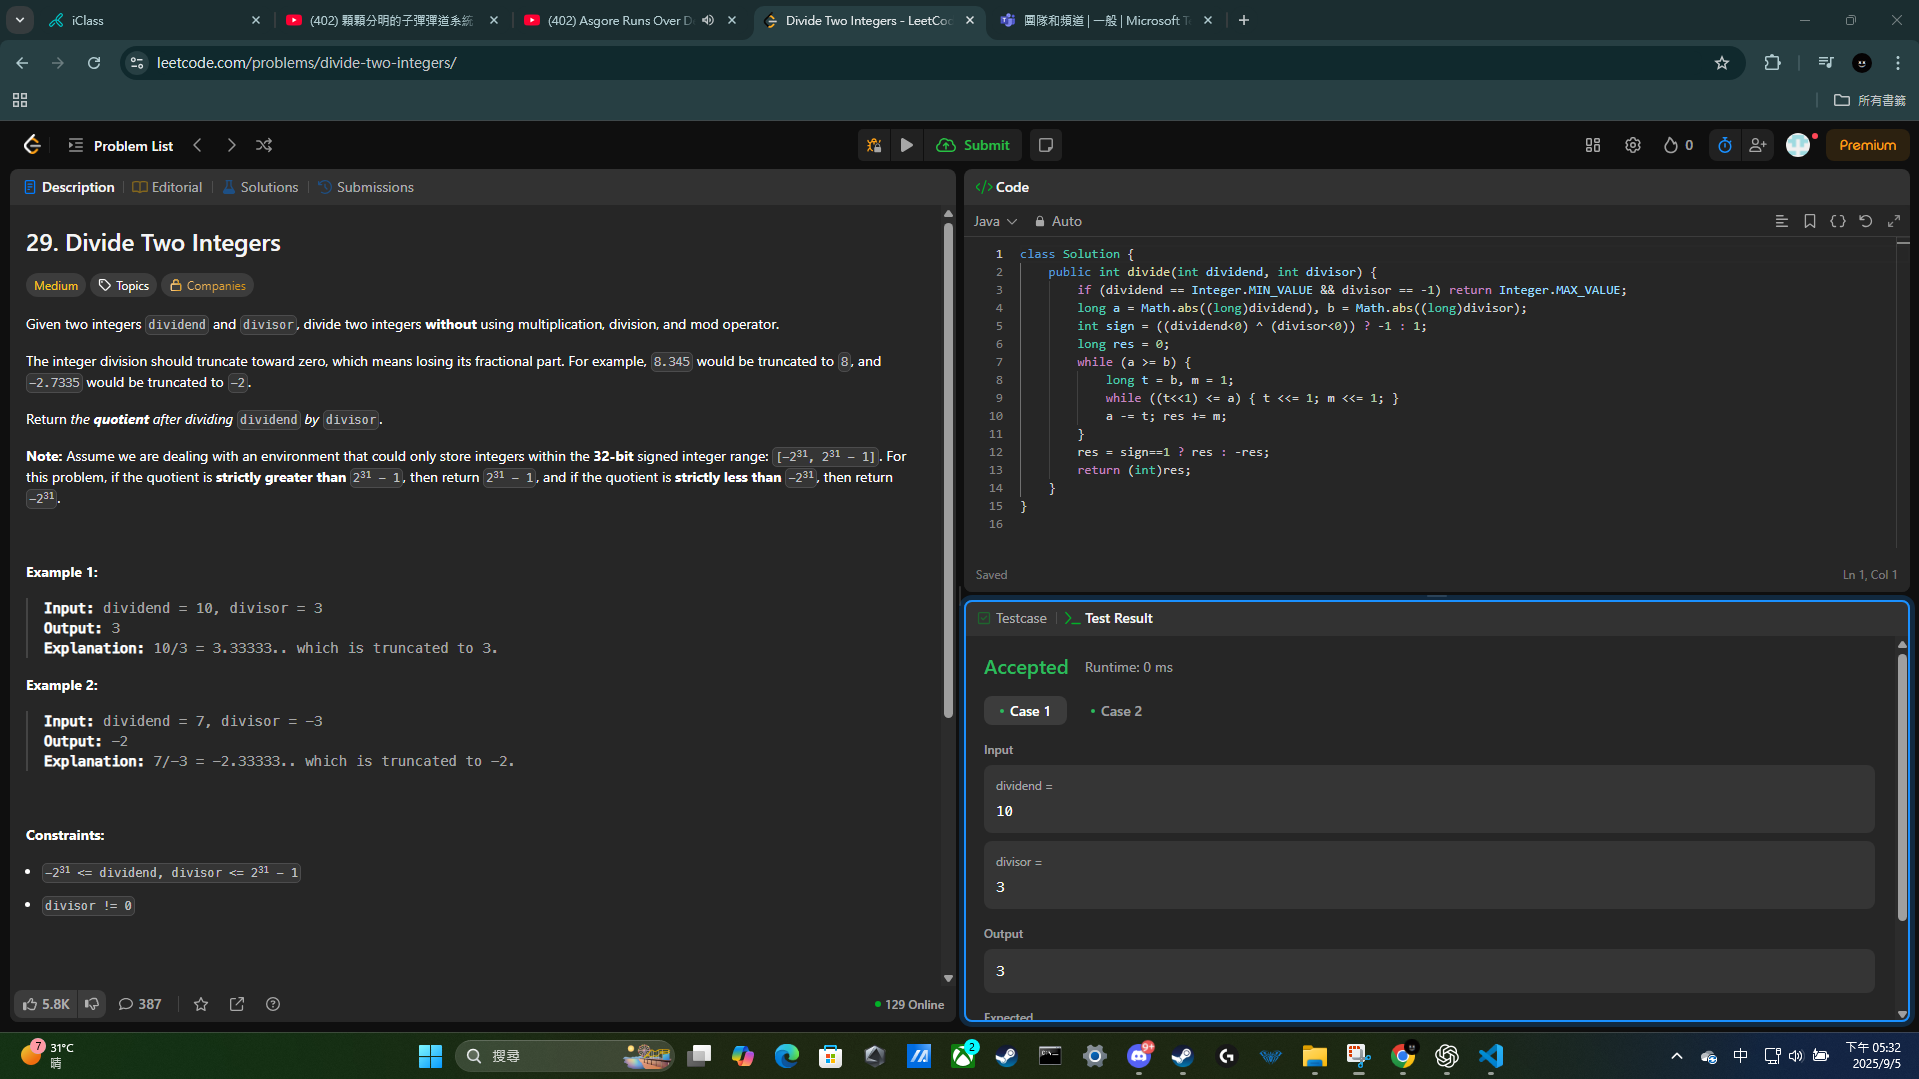 iClass
(402) 顆顆分明的子彈彈道系統
(402) Asgore Runs Over D
Divide Two Integers - LeetCod
團隊和頻道 | 一般 | Microsoft Te
leetcode.com/problems/divide-two-integers/
所有書籤
Problem List
Submit
0
Premium
Description
Editorial
Solutions
Submissions
29. Divide Two Integers
Medium
Topics
Companies
Given two integers dividend and divisor, divide two integers without using multiplication, division, and mod operator.
The integer division should truncate toward zero, which means losing its fractional part. For example, 8.345 would be truncated to 8, and
-2.7335 would be truncated to -2.
Return the quotient after dividing dividend by divisor.
Note: Assume we are dealing with an environment that could only store integers within the 32-bit signed integer range: [−2³¹, 2³¹ − 1]. For
this problem, if the quotient is strictly greater than 2³¹ − 1, then return 2³¹ − 1, and if the quotient is strictly less than −2³¹, then return
−2³¹.
Example 1:
Input: dividend = 10, divisor = 3
Output: 3
Explanation: 10/3 = 3.33333.. which is truncated to 3.
Example 2:
Input: dividend = 7, divisor = -3
Output: -2
Explanation: 7/-3 = -2.33333.. which is truncated to -2.
Constraints:
−2³¹ <= dividend, divisor <= 2³¹ − 1
divisor != 0
5.8K
387
129 Online
Code
Java
Auto
1 class Solution {
2 public int divide(int dividend, int divisor) {
3 if (dividend == Integer.MIN_VALUE && divisor == -1) return Integer.MAX_VALUE;
4 long a = Math.abs((long)dividend), b = Math.abs((long)divisor);
5 int sign = ((dividend<0) ^ (divisor<0)) ? -1 : 1;
6 long res = 0;
7 while (a >= b) {
8 long t = b, m = 1;
9 while ((t<<1) <= a) { t <<= 1; m <<= 1; }
10 a -= t; res += m;
11 }
12 res = sign==1 ? res : -res;
13 return (int)res;
14 }
15 }
16
Saved
Ln 1, Col 1
Testcase
Test Result
Accepted
Runtime: 0 ms
Case 1
Case 2
Input
dividend =
10
divisor =
3
Output
3
Expected
7
31°C
晴
搜尋
2
9+
中
下午 05:32
2025/9/5